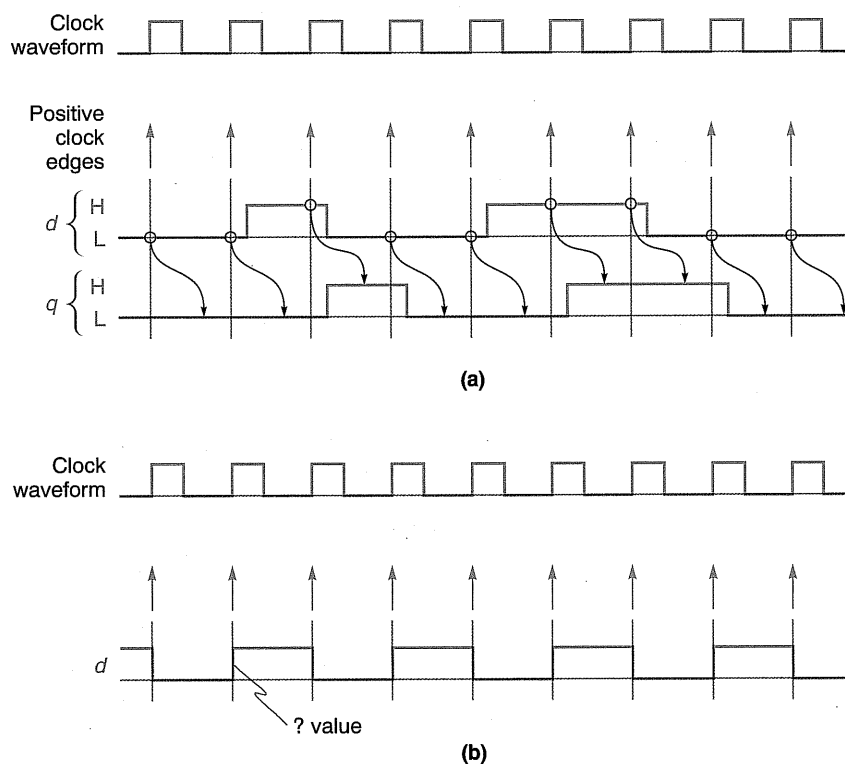 Clock
waveform
Positive
clock
edges
d { H
L
q { H
L
(a)
Clock
waveform
d
? value
(b)